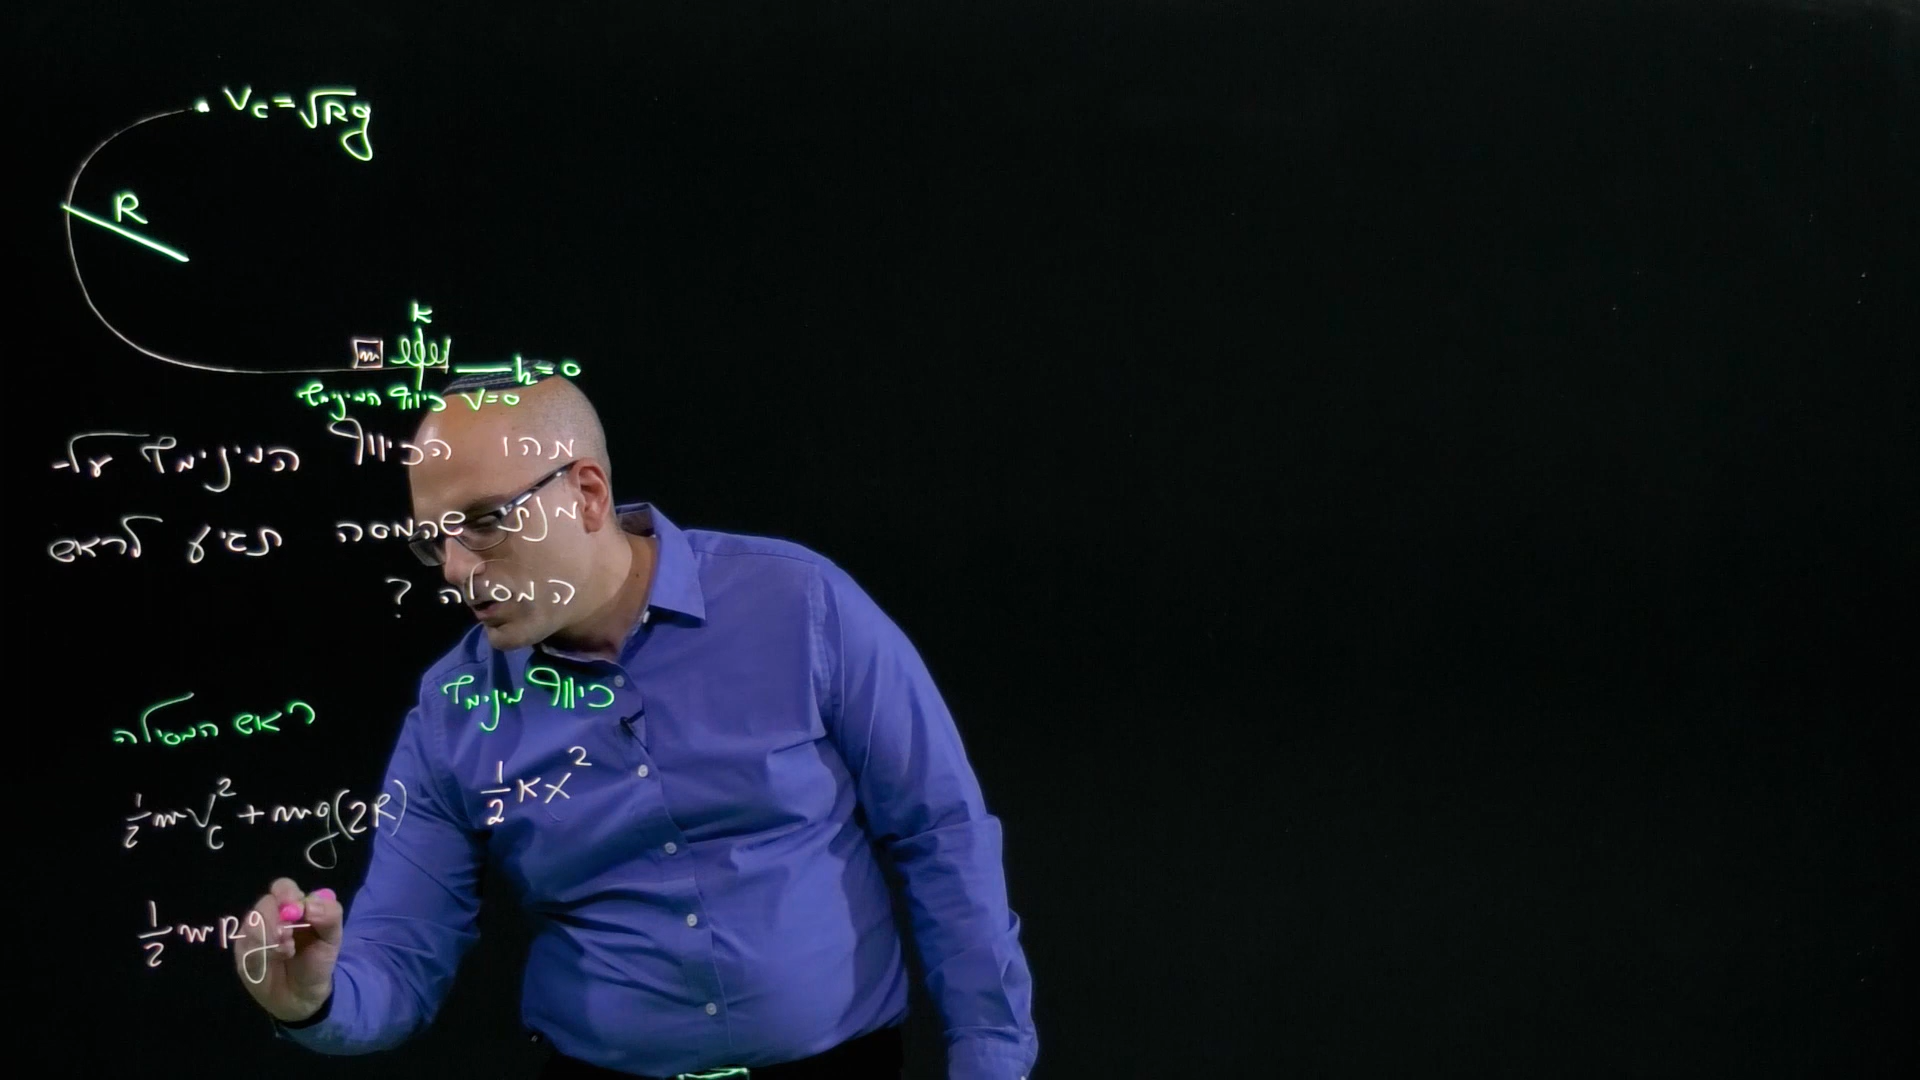 V_c = √Rg
R
K
m
h=0
כיווץ המינימלי V=0
מהו הכיווץ המינימלי על-
מנת שהמסה תגיע לראש
המסילה ?
כיווץ מינימלי
ראש המסילה
½KX²
½mV_c² + mg(2R)
½mRg